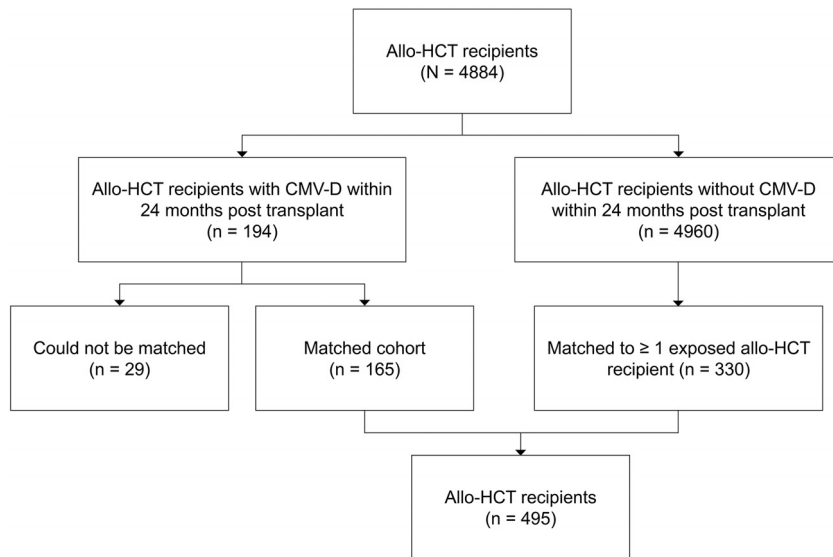 Allo-HCT recipients
(N = 4884)
Allo-HCT recipients with CMV-D within
24 months post transplant
(n = 194)
Allo-HCT recipients without CMV-D
within 24 months post transplant
(n = 4960)
Could not be matched
(n = 29)
Matched cohort
(n = 165)
Matched to ≥ 1 exposed allo-HCT
recipient (n = 330)
Allo-HCT recipients
(n = 495)